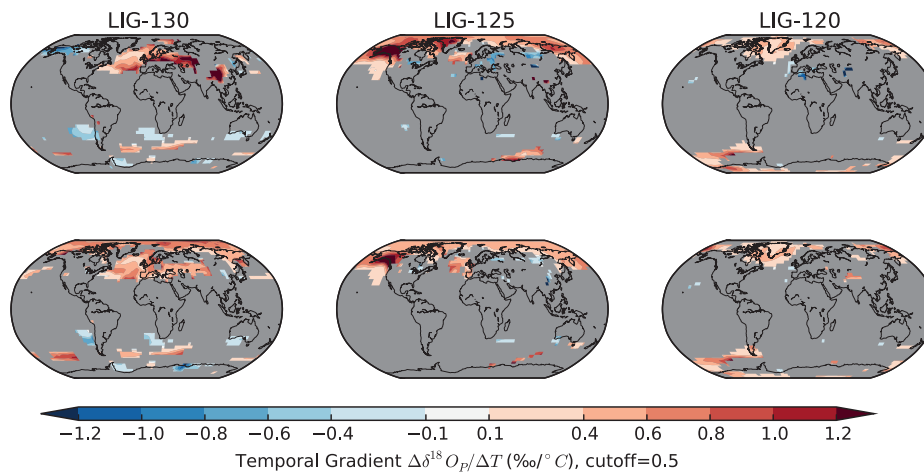 LIG-130 LIG-125 LIG-120
−1.2 −1.0 −0.8 −0.6 −0.4 −0.1 0.1 0.4 0.6 0.8 1.0 1.2
Temporal Gradient Δδ¹⁸O_P/ΔT (‰/°C), cutoff=0.5